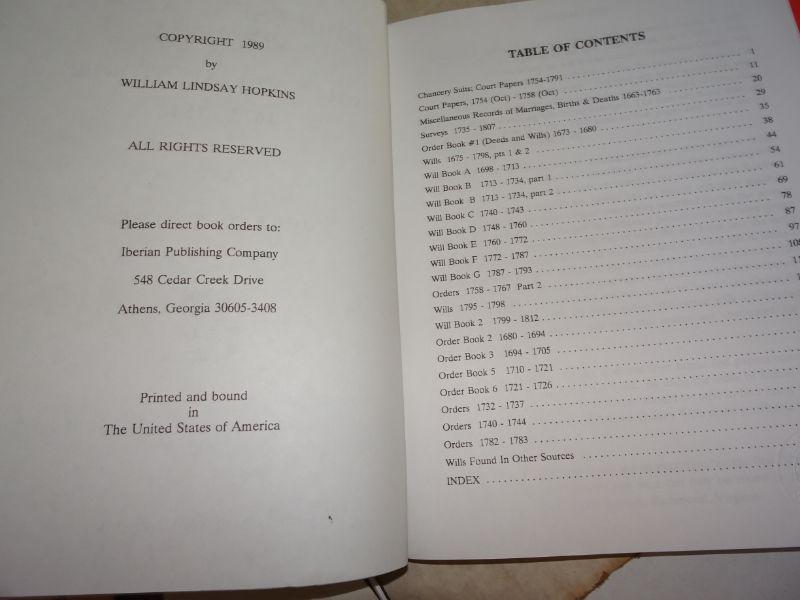 COPYRIGHT 1989
by
WILLIAM LINDSAY HOPKINS
ALL RIGHTS RESERVED
Please direct book orders to:
Iberian Publishing Company
548 Cedar Creek Drive
Athens, Georgia 30605-3408
Printed and bound
in
The United States of America
TABLE OF CONTENTS
Chancery Suits; Court Papers 1754-1791 1
Court Papers, 1754 (Oct) - 1758 (Oct) 11
Miscellaneous Records of Marriages, Births & Deaths 1663-1763 20
Surveys 1735 - 1807 29
Order Book #1 (Deeds and Wills) 1673 - 1680 35
Wills 1675 - 1798, pts 1 & 2 38
Will Book A 1698 - 1713 44
Will Book B 1713 - 1734, part 1 54
Will Book B 1713 - 1734, part 2 61
Will Book C 1740 - 1743 69
Will Book D 1748 - 1760 78
Will Book E 1760 - 1772 87
Will Book F 1772 - 1787 97
Will Book G 1787 - 1793
Orders 1758 - 1767 Part 2
Wills 1795 - 1798
Will Book 2 1799 - 1812
Order Book 2 1680 - 1694
Order Book 3 1694 - 1705
Order Book 5 1710 - 1721
Order Book 6 1721 - 1726
Orders 1732 - 1737
Orders 1740 - 1744
Orders 1782 - 1783
Wills Found In Other Sources
INDEX